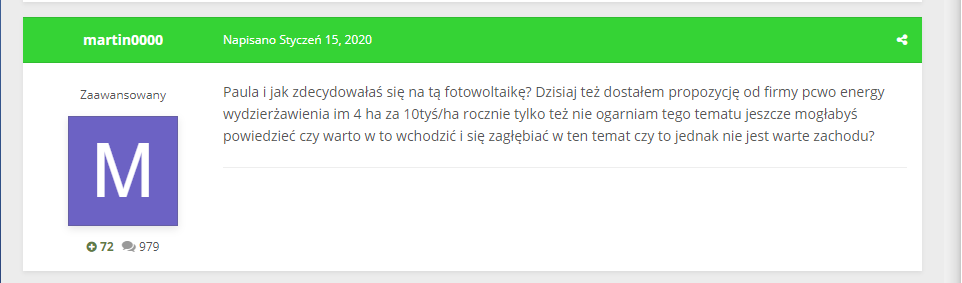 martin0000
Napisano Styczeń 15, 2020
Zaawansowany
M
72 979
Paula i jak zdecydowałaś się na tą fotowoltaikę? Dzisiaj też dostałem propozycję od firmy pcwo energy
wydzierżawienia im 4 ha za 10tyś/ha rocznie tylko też nie ogarniam tego tematu jeszcze mogłabyś
powiedzieć czy warto w to wchodzić i się zagłębiać w ten temat czy to jednak nie jest warte zachodu?